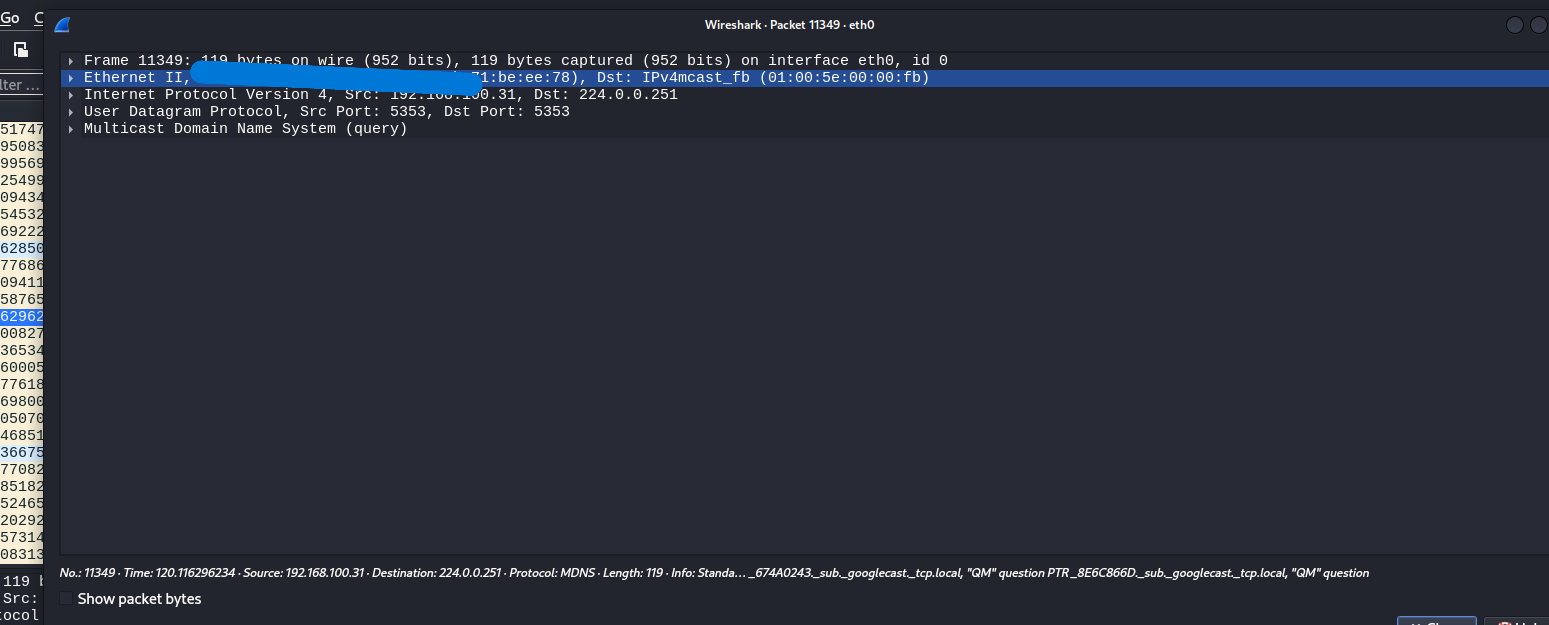 Go
Wireshark · Packet 11349 · eth0
Frame 11349: 119 bytes on wire (952 bits), 119 bytes captured (952 bits) on interface eth0, id 0
Ethernet II, 71:be:ee:78), Dst: IPv4mcast_fb (01:00:5e:00:00:fb)
Internet Protocol Version 4, Src: 192.168.100.31, Dst: 224.0.0.251
User Datagram Protocol, Src Port: 5353, Dst Port: 5353
Multicast Domain Name System (query)
lter …
51747
95083
99569
25499
09434
54532
69222
62850
77686
09411
58765
62962
00827
36534
60005
77618
69800
05070
46851
36675
77082
85182
52465
20292
57314
08313
No.: 11349 · Time: 120.116296234 · Source: 192.168.100.31 · Destination: 224.0.0.251 · Protocol: MDNS · Length: 119 · Info: Standa… _674A0243._sub._googlecast._tcp.local, "QM" question PTR _8E6C866D._sub._googlecast._tcp.local, "QM" question
119 b
Src:
tocol
Show packet bytes